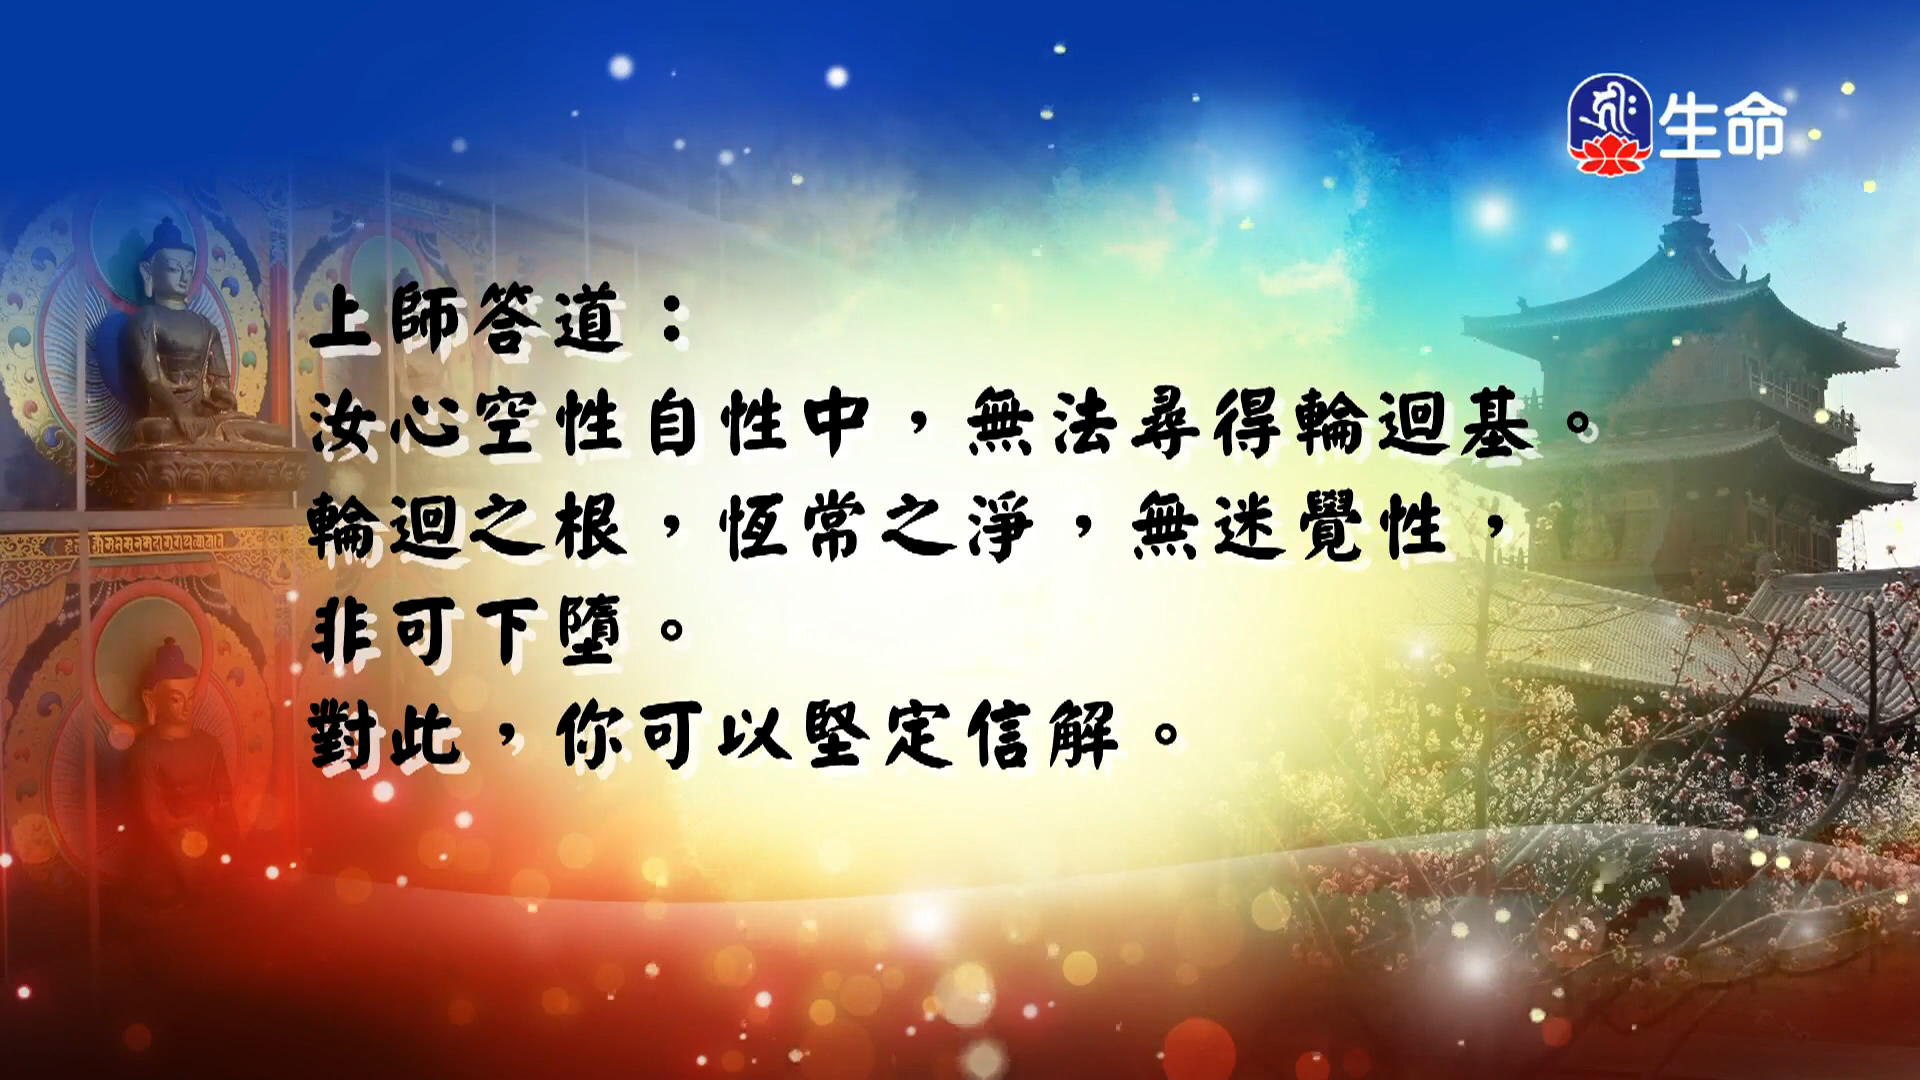 生命
上師答道：
汝心空性自性中，無法尋得輪迴基。
輪迴之根，恆常之淨，無迷覺性，
非可下墮。
對此，你可以堅定信解。